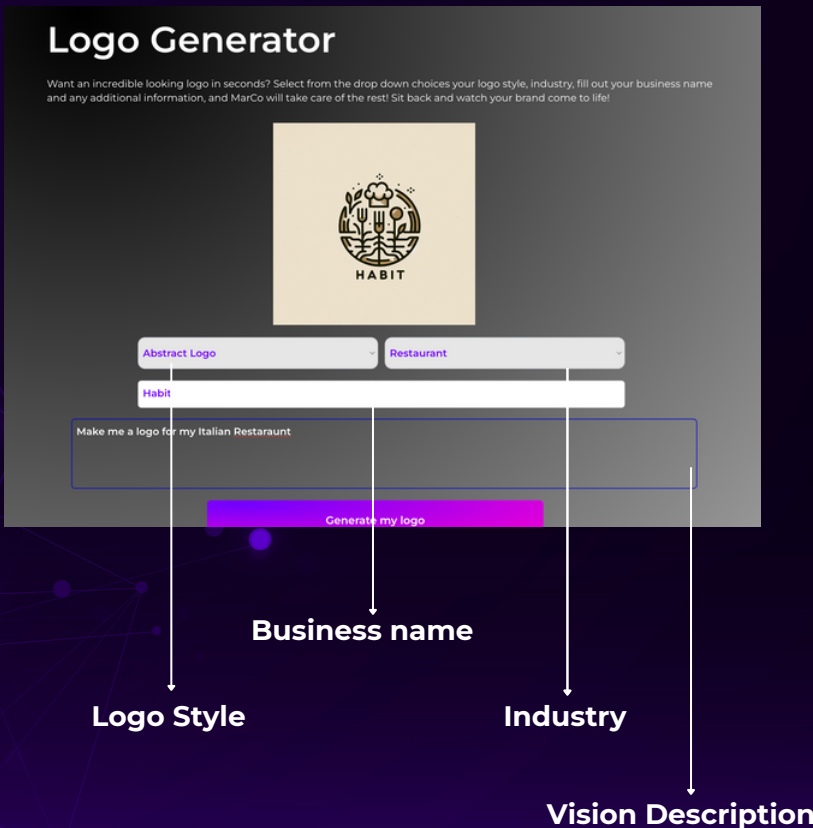 Logo Generator
Want an incredible looking logo in seconds? Select from the drop down choices your logo style, industry, fill out your business name
and any additional information, and MarCo will take care of the rest! Sit back and watch your brand come to life!
HABIT
Abstract Logo
Restaurant
Habit
Make me a logo for my Italian Restaraunt
Generate my logo
Business name
Logo Style
Industry
Vision Description